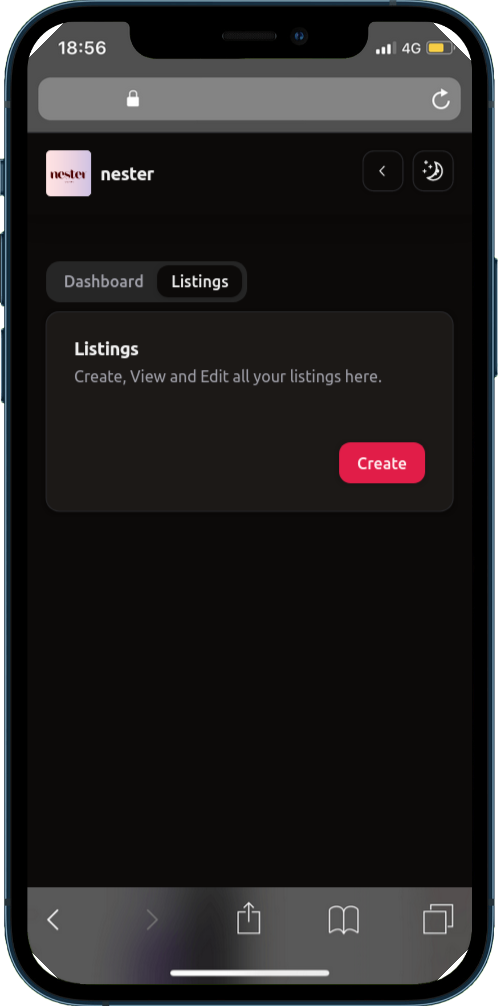 18:56
4G
nester
nester
Dashboard
Listings
Listings
Create, View and Edit all your listings here.
Create